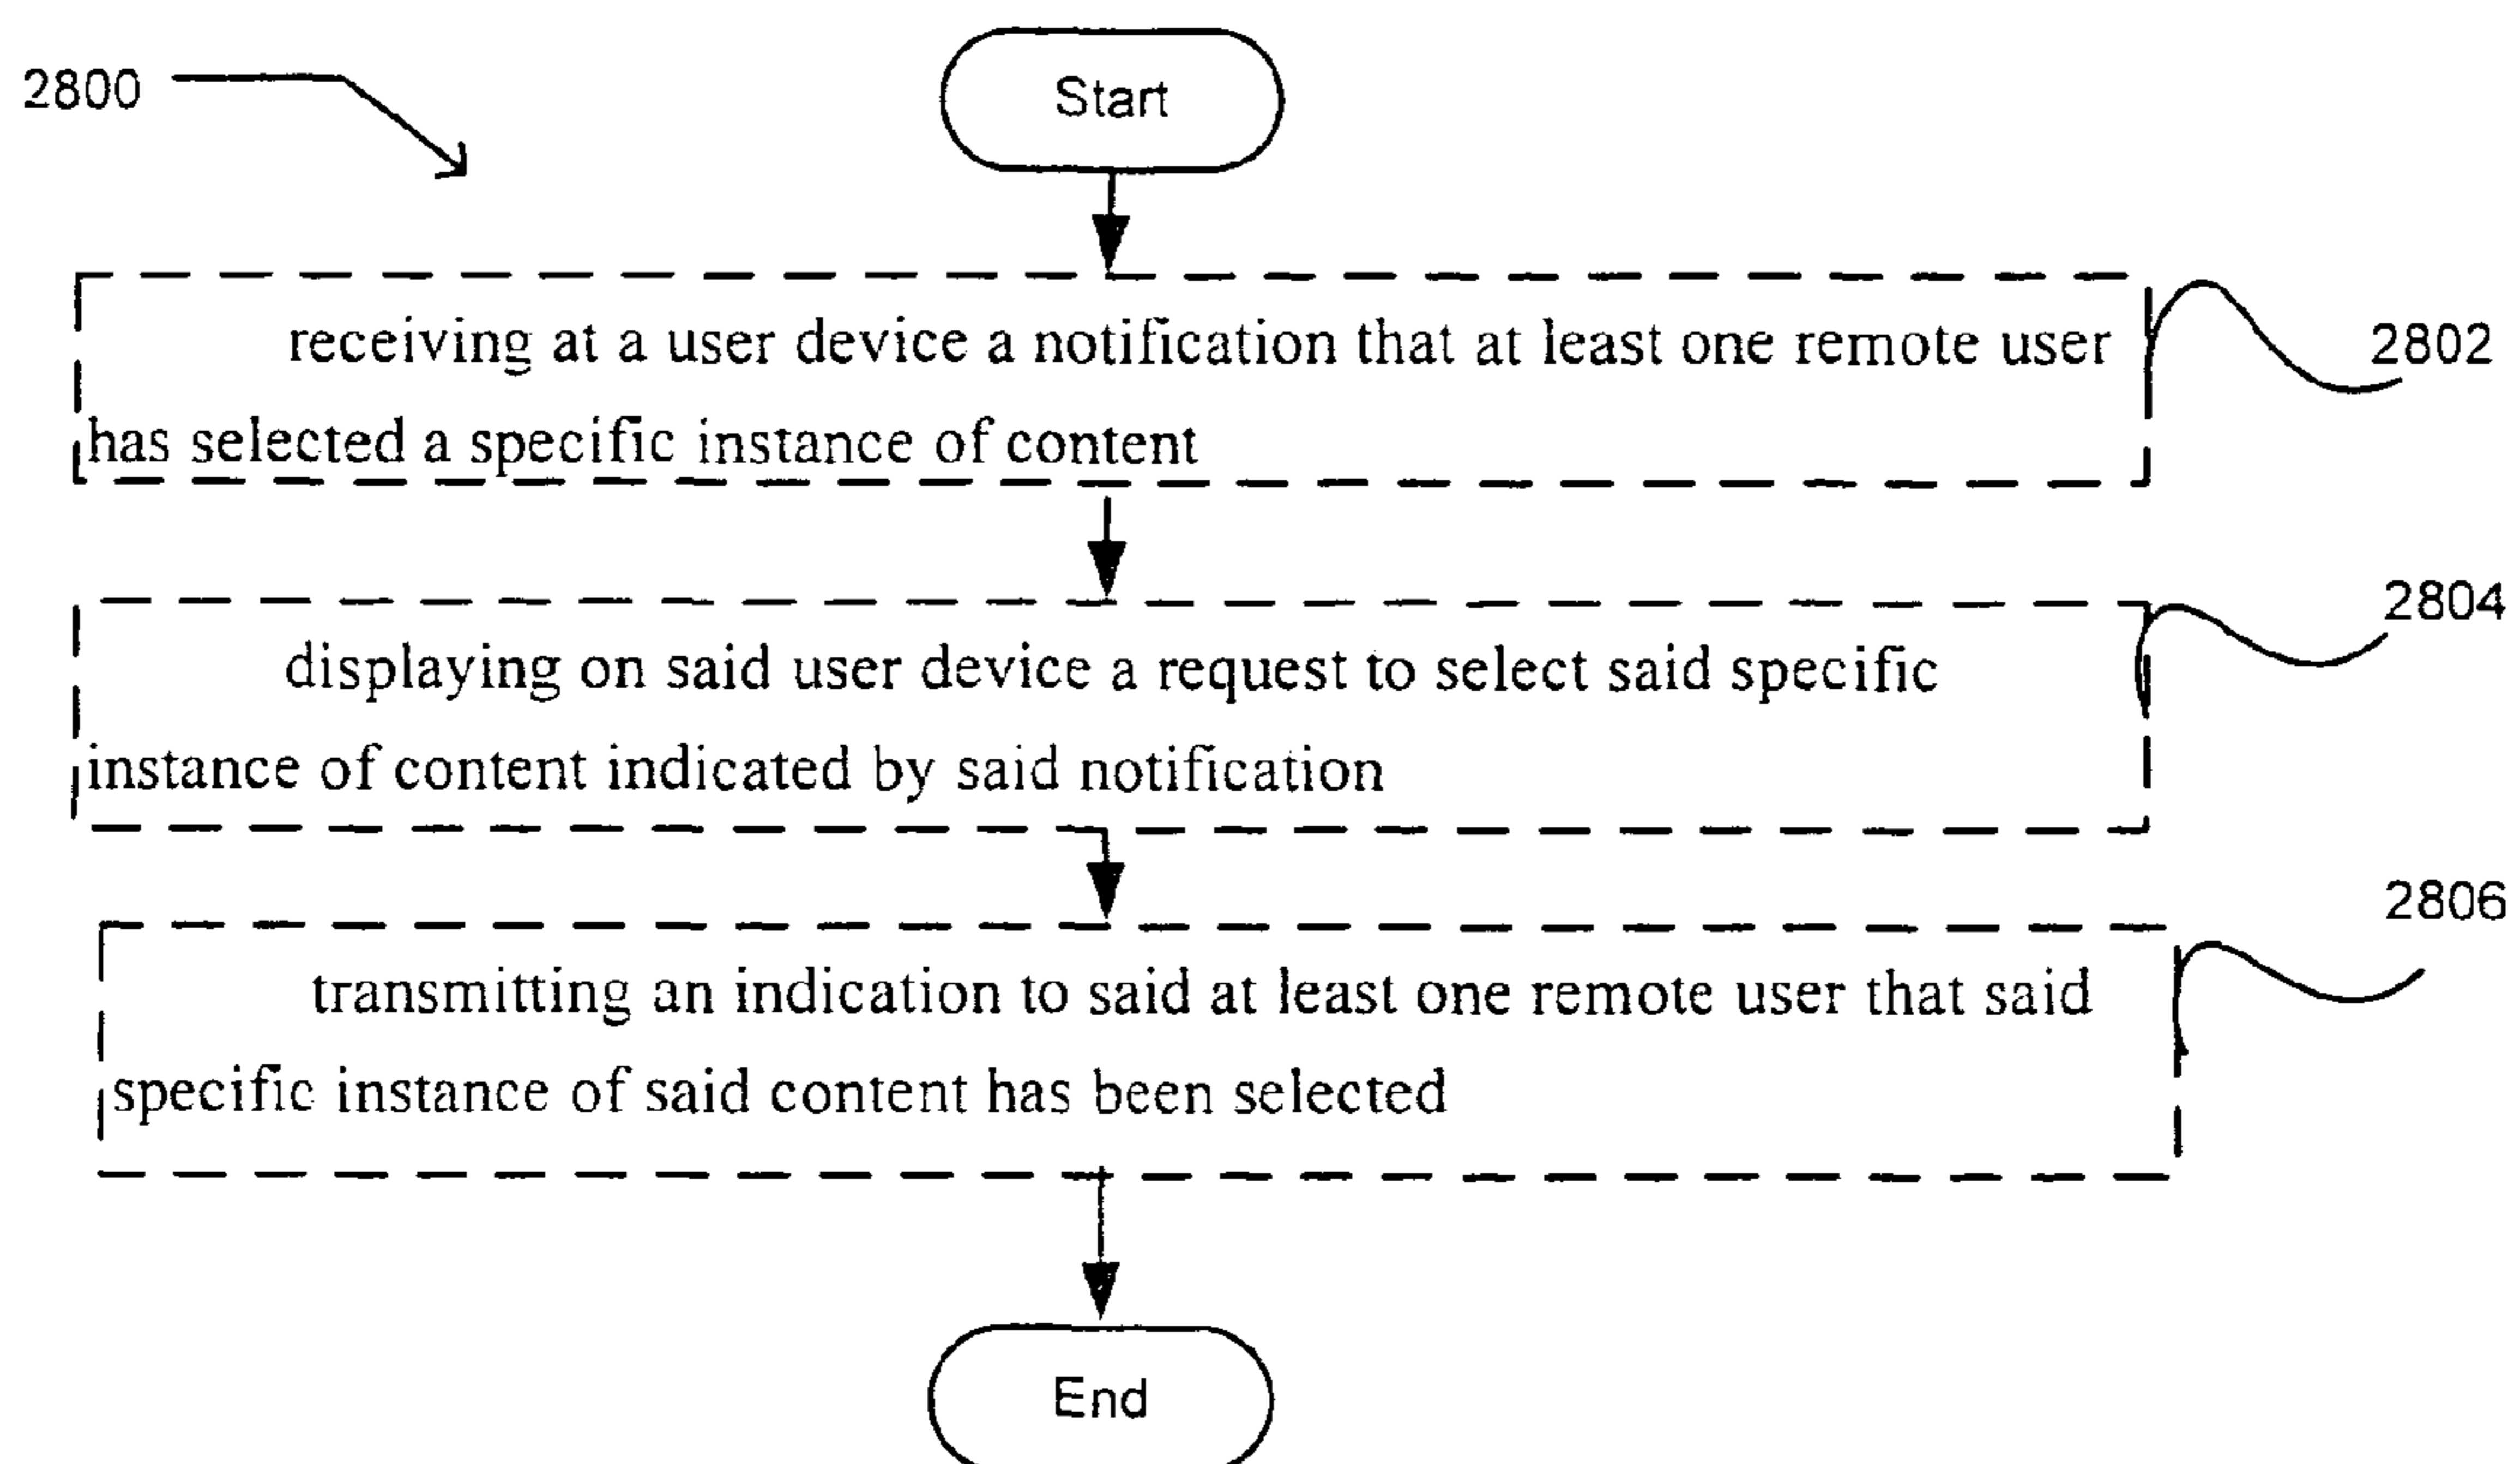 2800
Start
receiving at a user device a notification that at least one remote user
has selected a specific instance of content
2802
displaying on said user device a request to select said specific
instance of content indicated by said notification
2804
transmitting an indication to said at least one remote user that said
specific instance of said content has been selected
2806
End